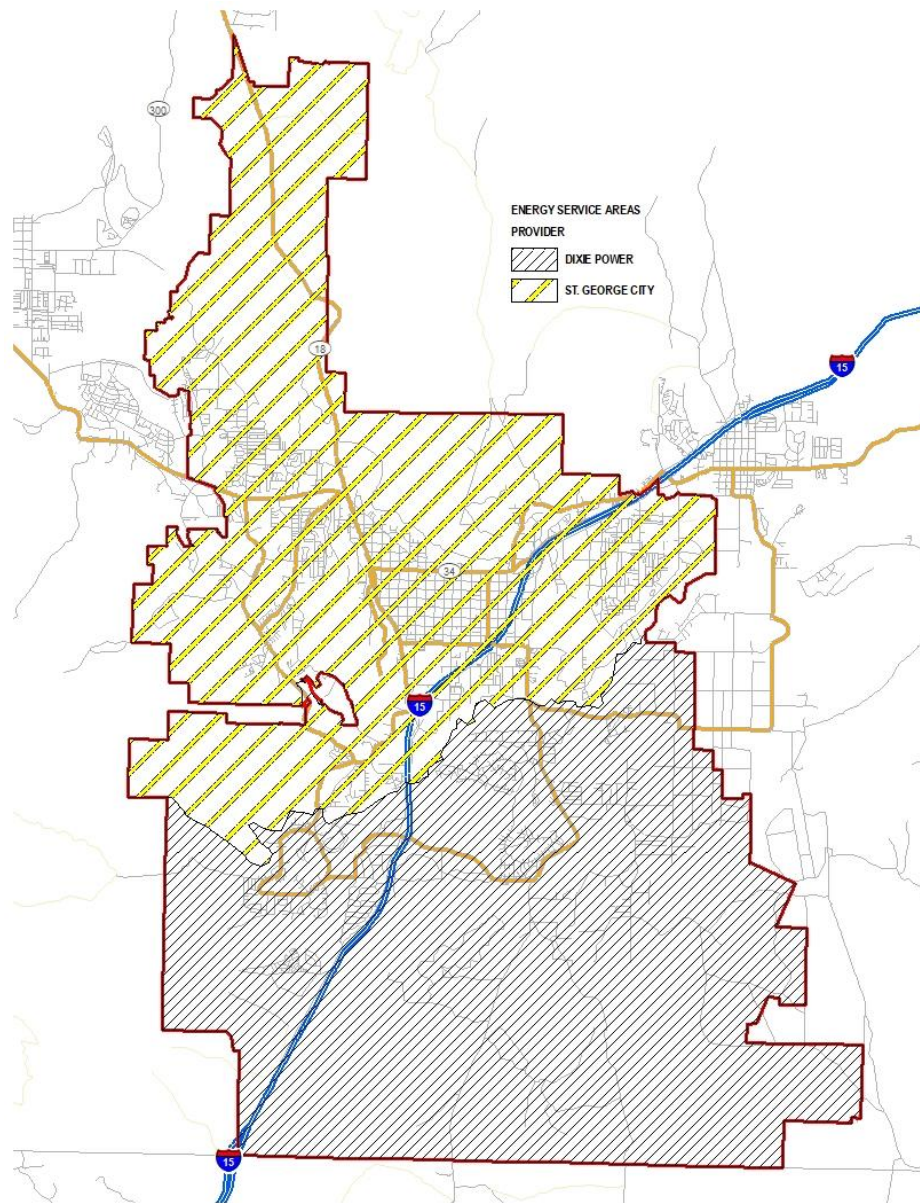 300
ENERGY SERVICE AREAS
PROVIDER
DIXIE POWER
ST. GEORGE CITY
18
15
34
15
15